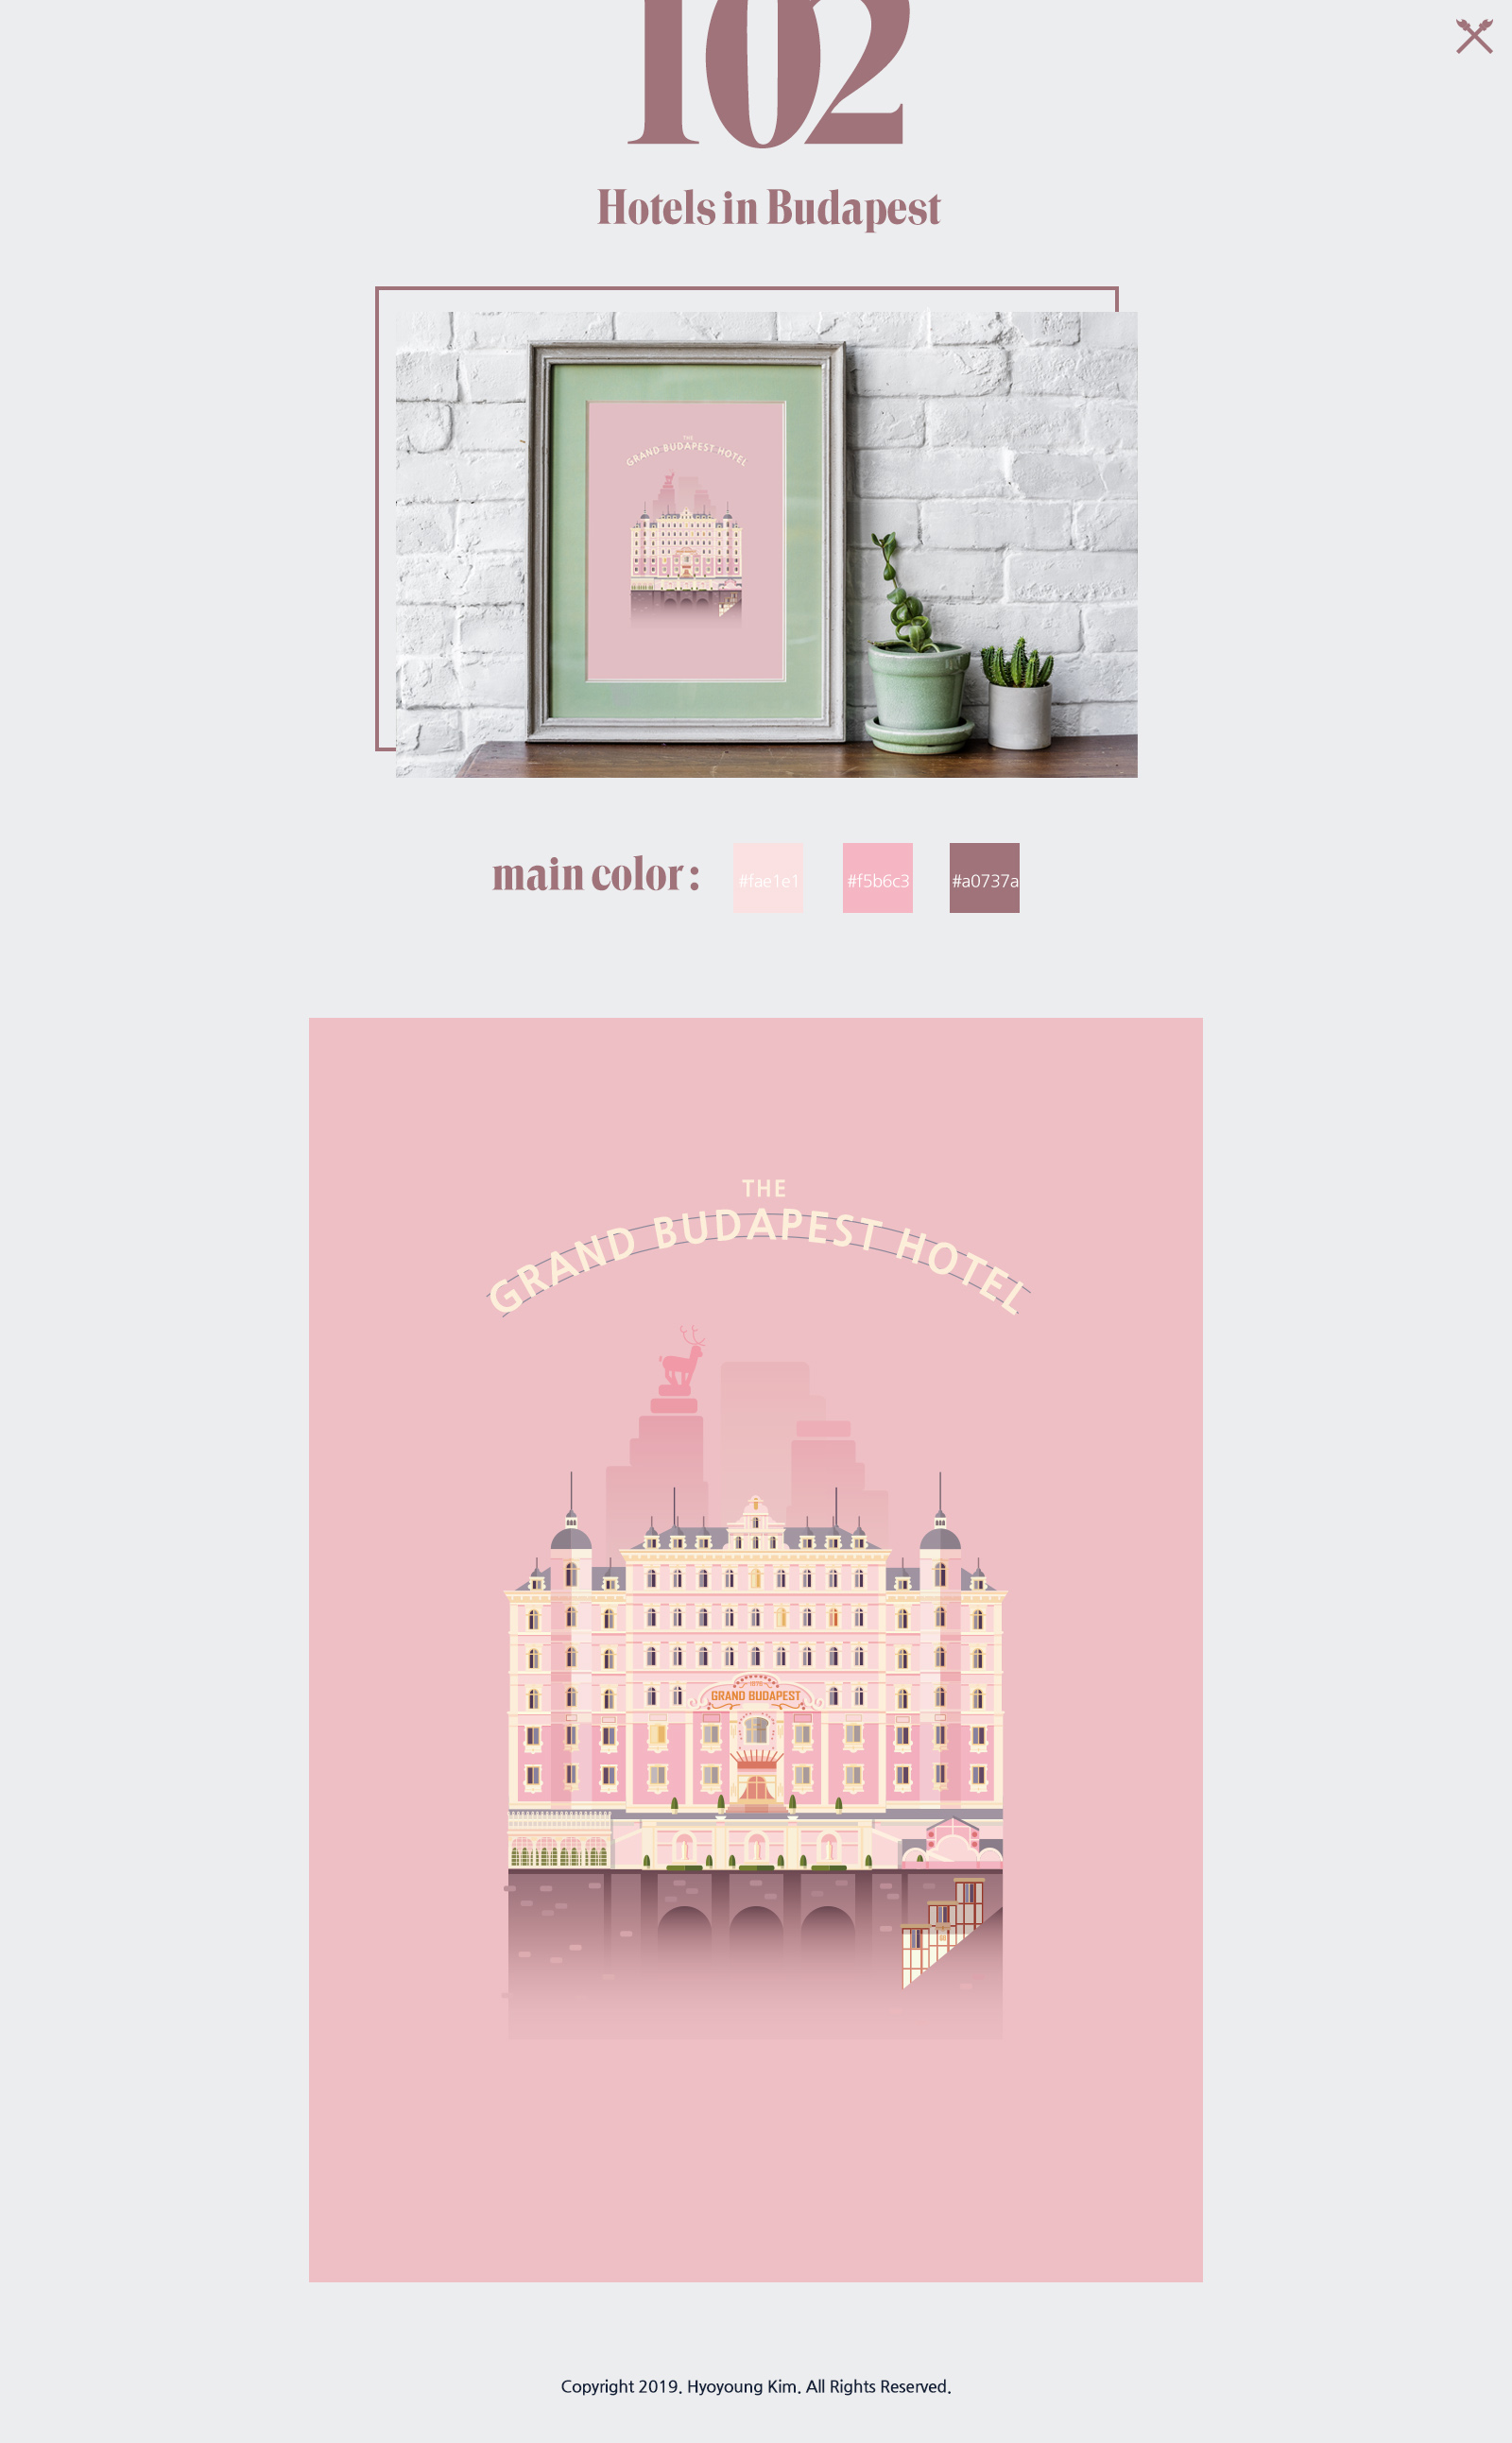 102
Hotels in Budapest
THE
GRAND BUDAPEST HOTEL
main color :
#fae1e1
#f5b6c3
#a0737a
THE
GRAND BUDAPEST HOTEL
GRAND BUDAPEST
Copyright 2019. Hyoyoung Kim. All Rights Reserved.